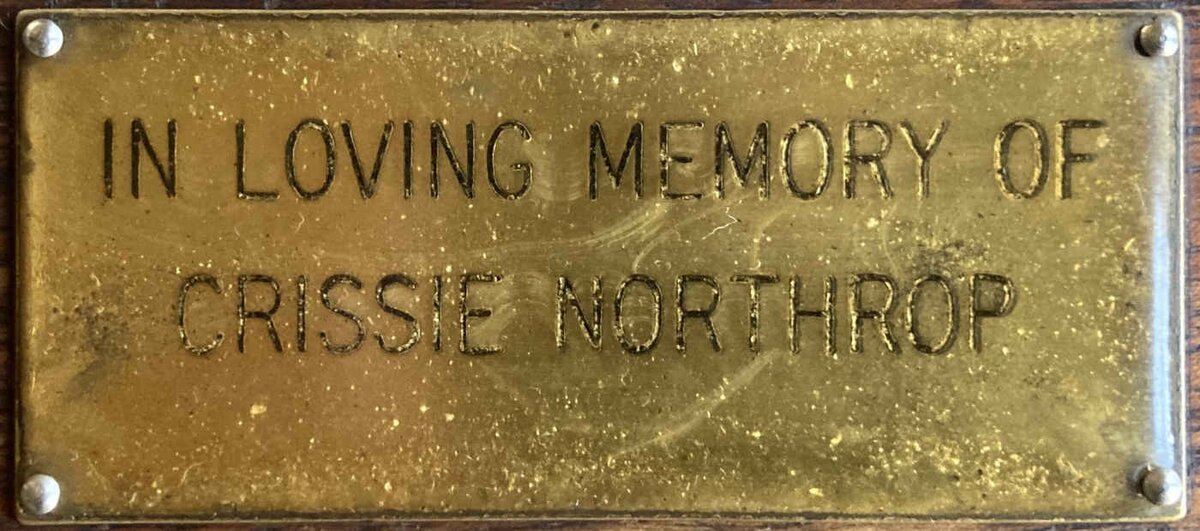 IN LOVING MEMORY OF
CRISSIE NORTHROP